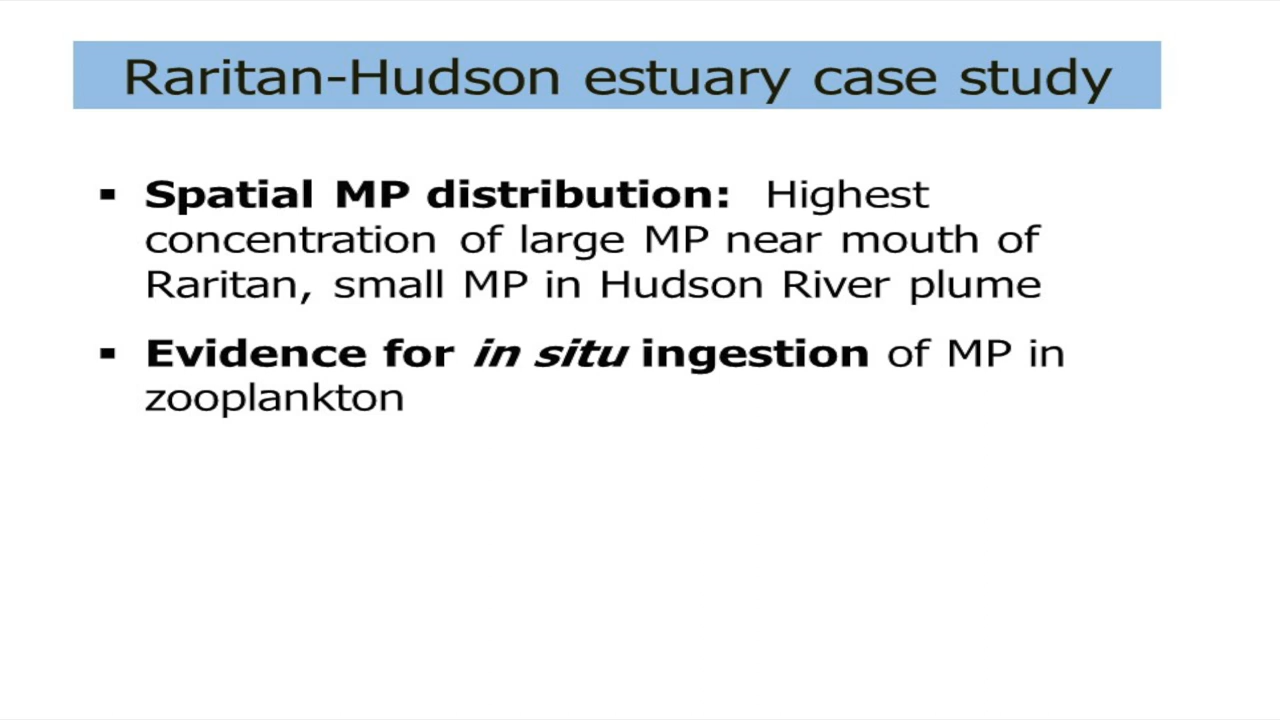 Raritan-Hudson estuary case study
▪ Spatial MP distribution: Highest
concentration of large MP near mouth of
Raritan, small MP in Hudson River plume
▪ Evidence for in situ ingestion of MP in
zooplankton